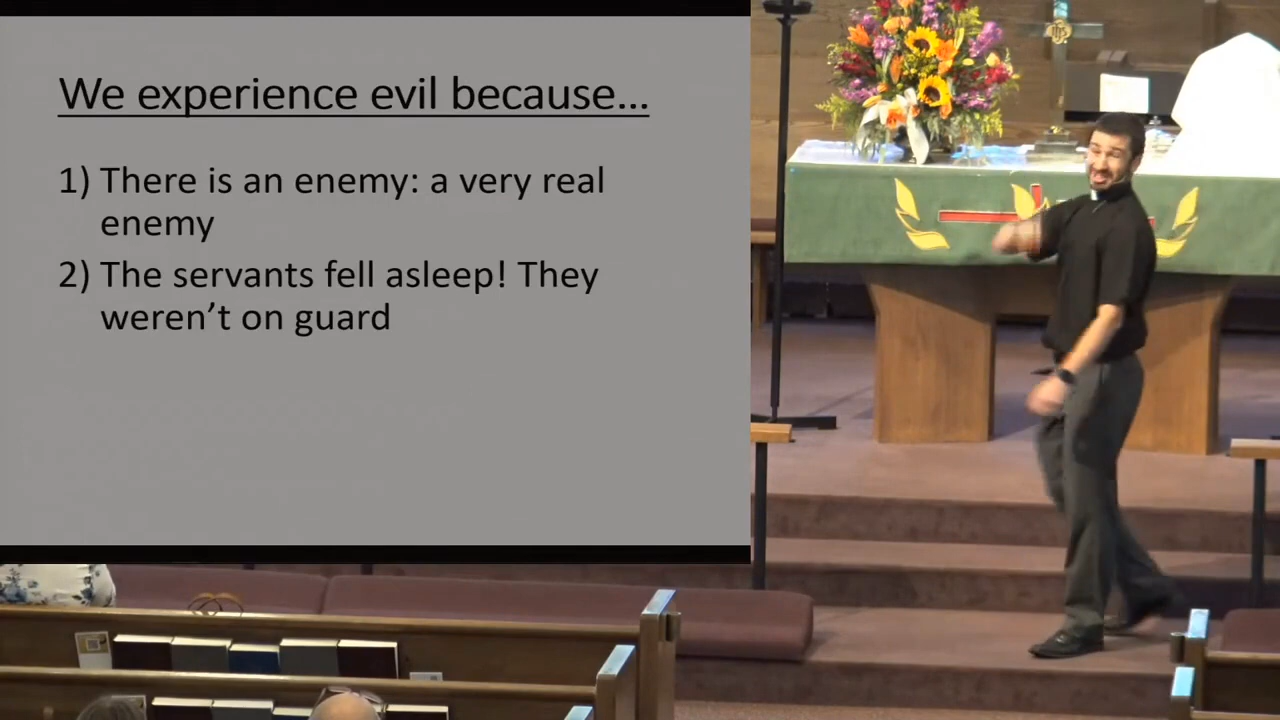 We experience evil because...
1) There is an enemy: a very real
enemy
2) The servants fell asleep! They
weren't on guard